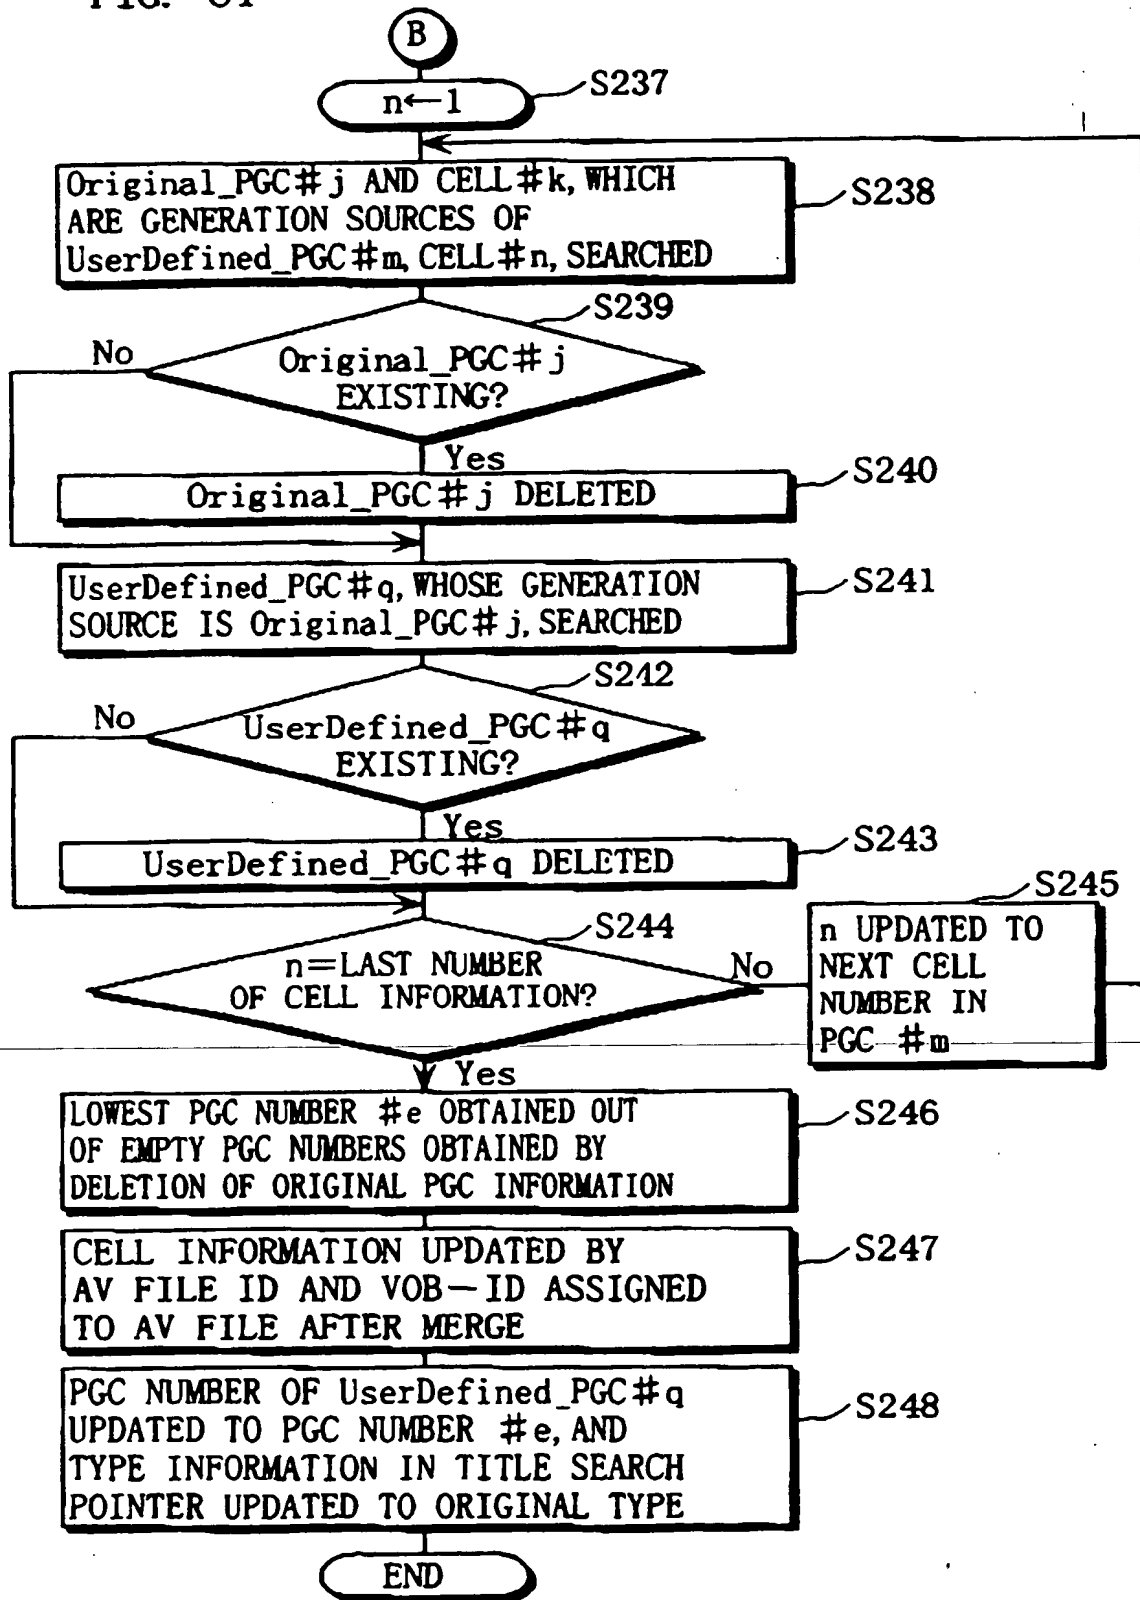 B
n←1
S237
Original_PGC#j AND CELL#k, WHICH
ARE GENERATION SOURCES OF
UserDefined_PGC#m, CELL#n, SEARCHED
S238
S239
Original_PGC#j
EXISTING?
No
Yes
Original_PGC#j DELETED
S240
UserDefined_PGC#q, WHOSE GENERATION
SOURCE IS Original_PGC#j, SEARCHED
S241
S242
UserDefined_PGC#q
EXISTING?
No
Yes
UserDefined_PGC#q DELETED
S243
S244
n=LAST NUMBER
OF CELL INFORMATION?
No
S245
n UPDATED TO
NEXT CELL
NUMBER IN
PGC #m
Yes
LOWEST PGC NUMBER #e OBTAINED OUT
OF EMPTY PGC NUMBERS OBTAINED BY
DELETION OF ORIGINAL PGC INFORMATION
S246
CELL INFORMATION UPDATED BY
AV FILE ID AND VOB-ID ASSIGNED
TO AV FILE AFTER MERGE
S247
PGC NUMBER OF UserDefined_PGC#q
UPDATED TO PGC NUMBER #e, AND
TYPE INFORMATION IN TITLE SEARCH
POINTER UPDATED TO ORIGINAL TYPE
S248
END